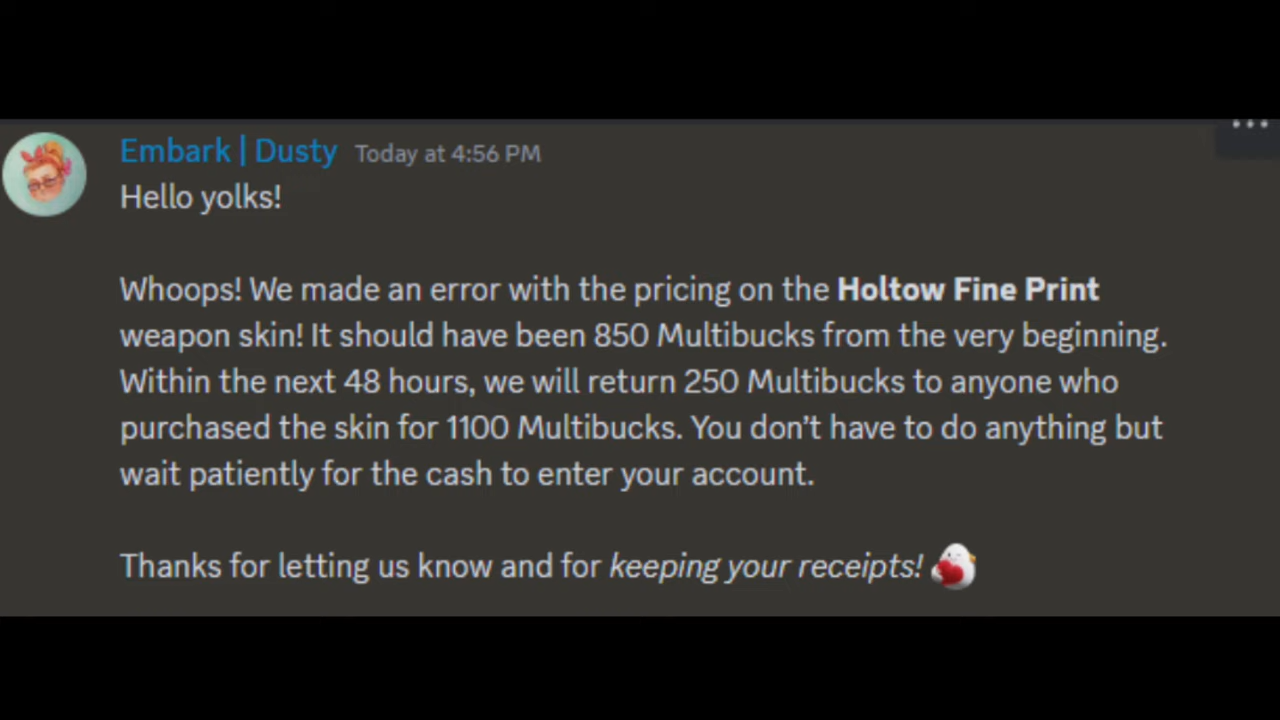 Embark | Dusty Today at 4:56 PM
Hello yolks!
Whoops! We made an error with the pricing on the Holtow Fine Print
weapon skin! It should have been 850 Multibucks from the very beginning.
Within the next 48 hours, we will return 250 Multibucks to anyone who
purchased the skin for 1100 Multibucks. You don’t have to do anything but
wait patiently for the cash to enter your account.
Thanks for letting us know and for keeping your receipts!